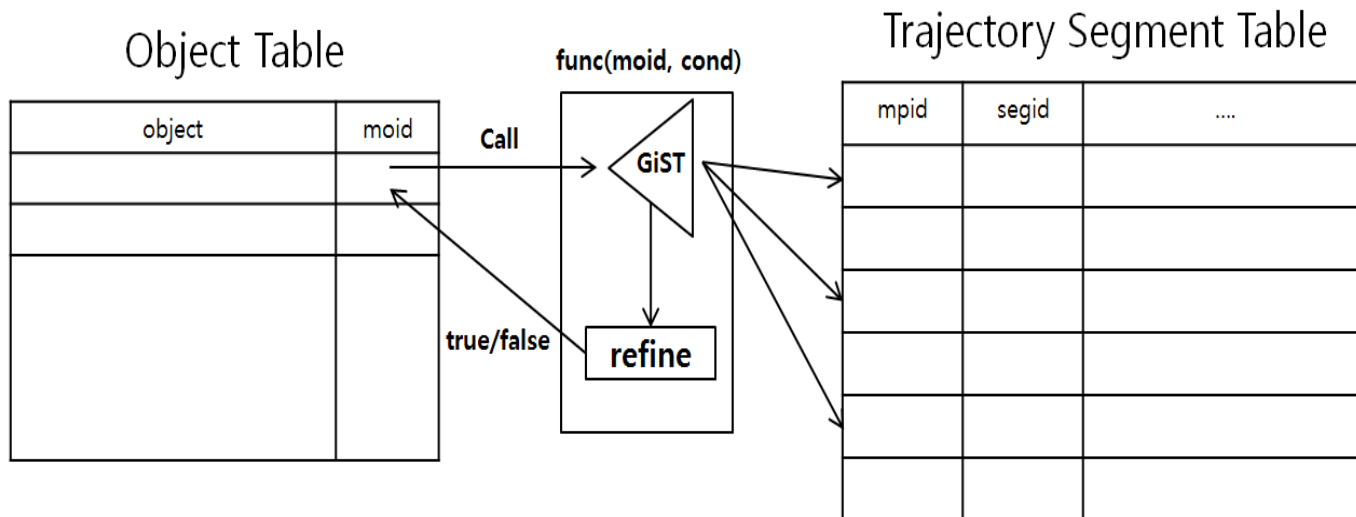 Object Table
object
moid
Call
true/false
func(moid, cond)
GiST
refine
Trajectory Segment Table
mpid
segid
....